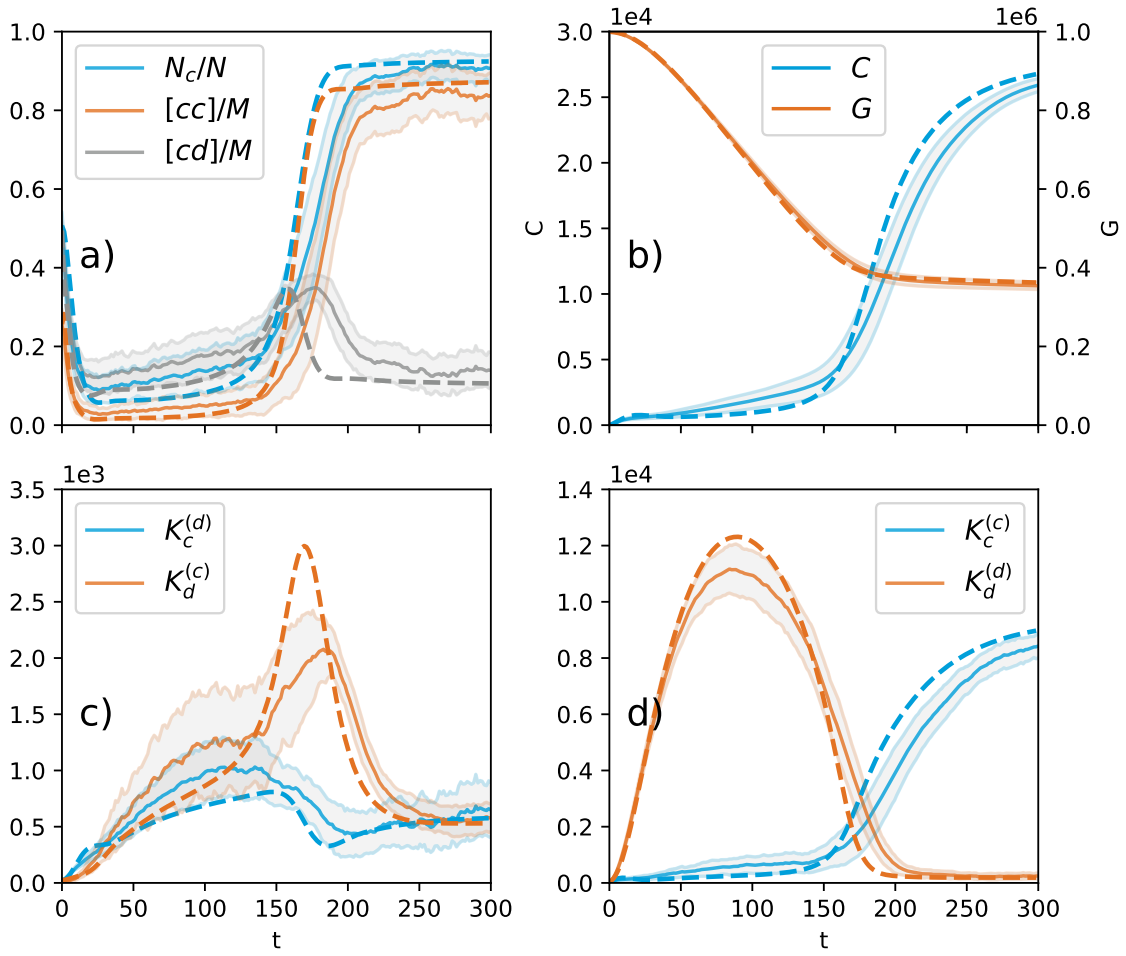 1e4 1e6
1.0 3.0 1.0
N_c/N C
[cc]/M G
[cd]/M
0.8 2.5 0.8
0.6 2.0 0.6
1.5
0.4 a) b) C G 0.4
1.0
0.2 0.5 0.2
0.0 0.0 0.0
1e3 1e4
3.5 1.4
K_c^{(d)} K_c^{(c)}
K_d^{(c)} K_d^{(d)}
3.0 1.2
2.5 1.0
2.0 0.8
1.5 c) d) 0.6
1.0 0.4
0.5 0.2
0.0 0.0
0 50 100 150 200 250 300 0 50 100 150 200 250 300
t t